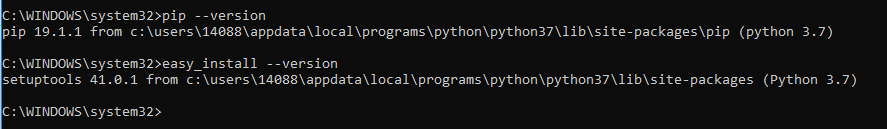 C:\WINDOWS\system32>pip --version
pip 19.1.1 from c:\users\14088\appdata\local\programs\python\python37\lib\site-packages\pip (python 3.7)
C:\WINDOWS\system32>easy_install --version
setuptools 41.0.1 from c:\users\14088\appdata\local\programs\python\python37\lib\site-packages (Python 3.7)
C:\WINDOWS\system32>